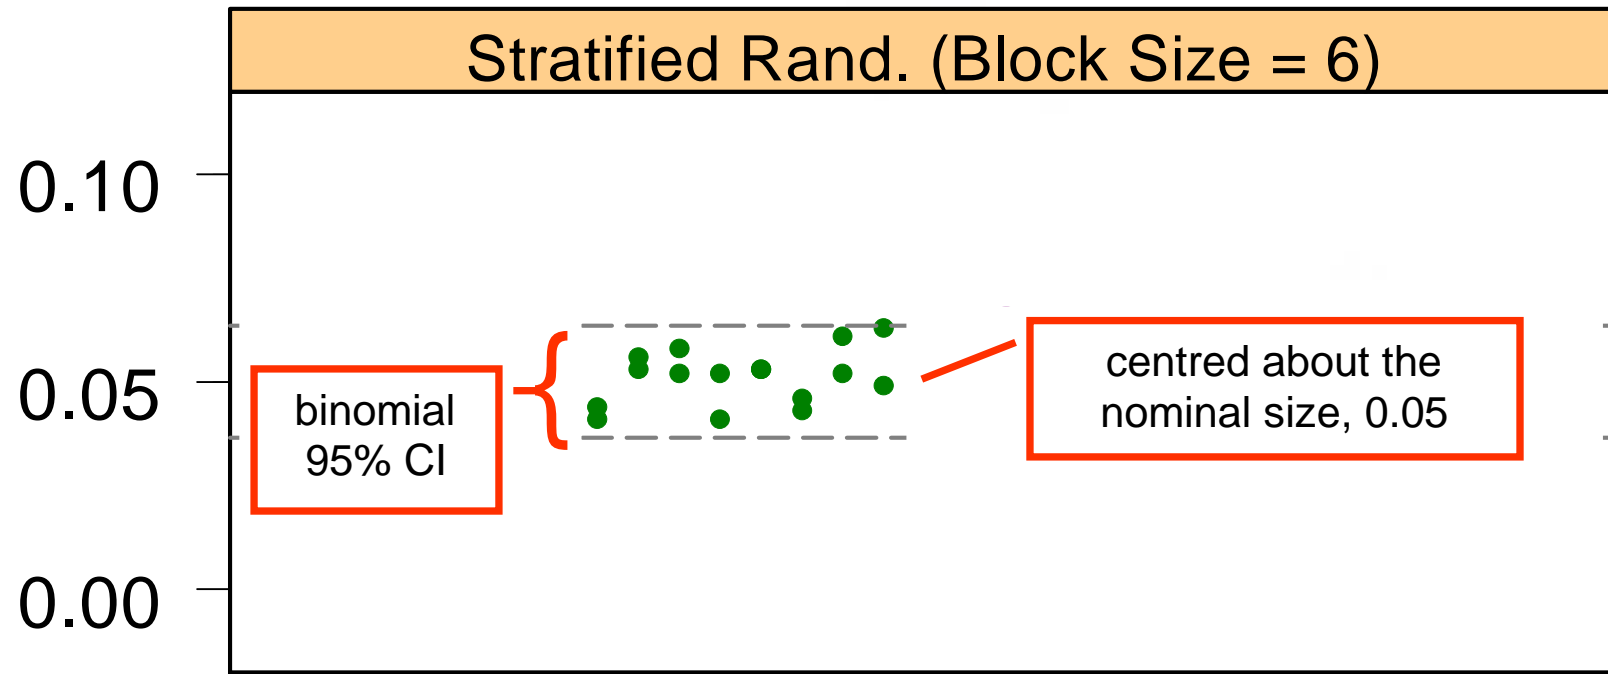 Stratified Rand. (Block Size = 6)
0.10
0.05
0.00
binomial
95% CI
centred about the
nominal size, 0.05